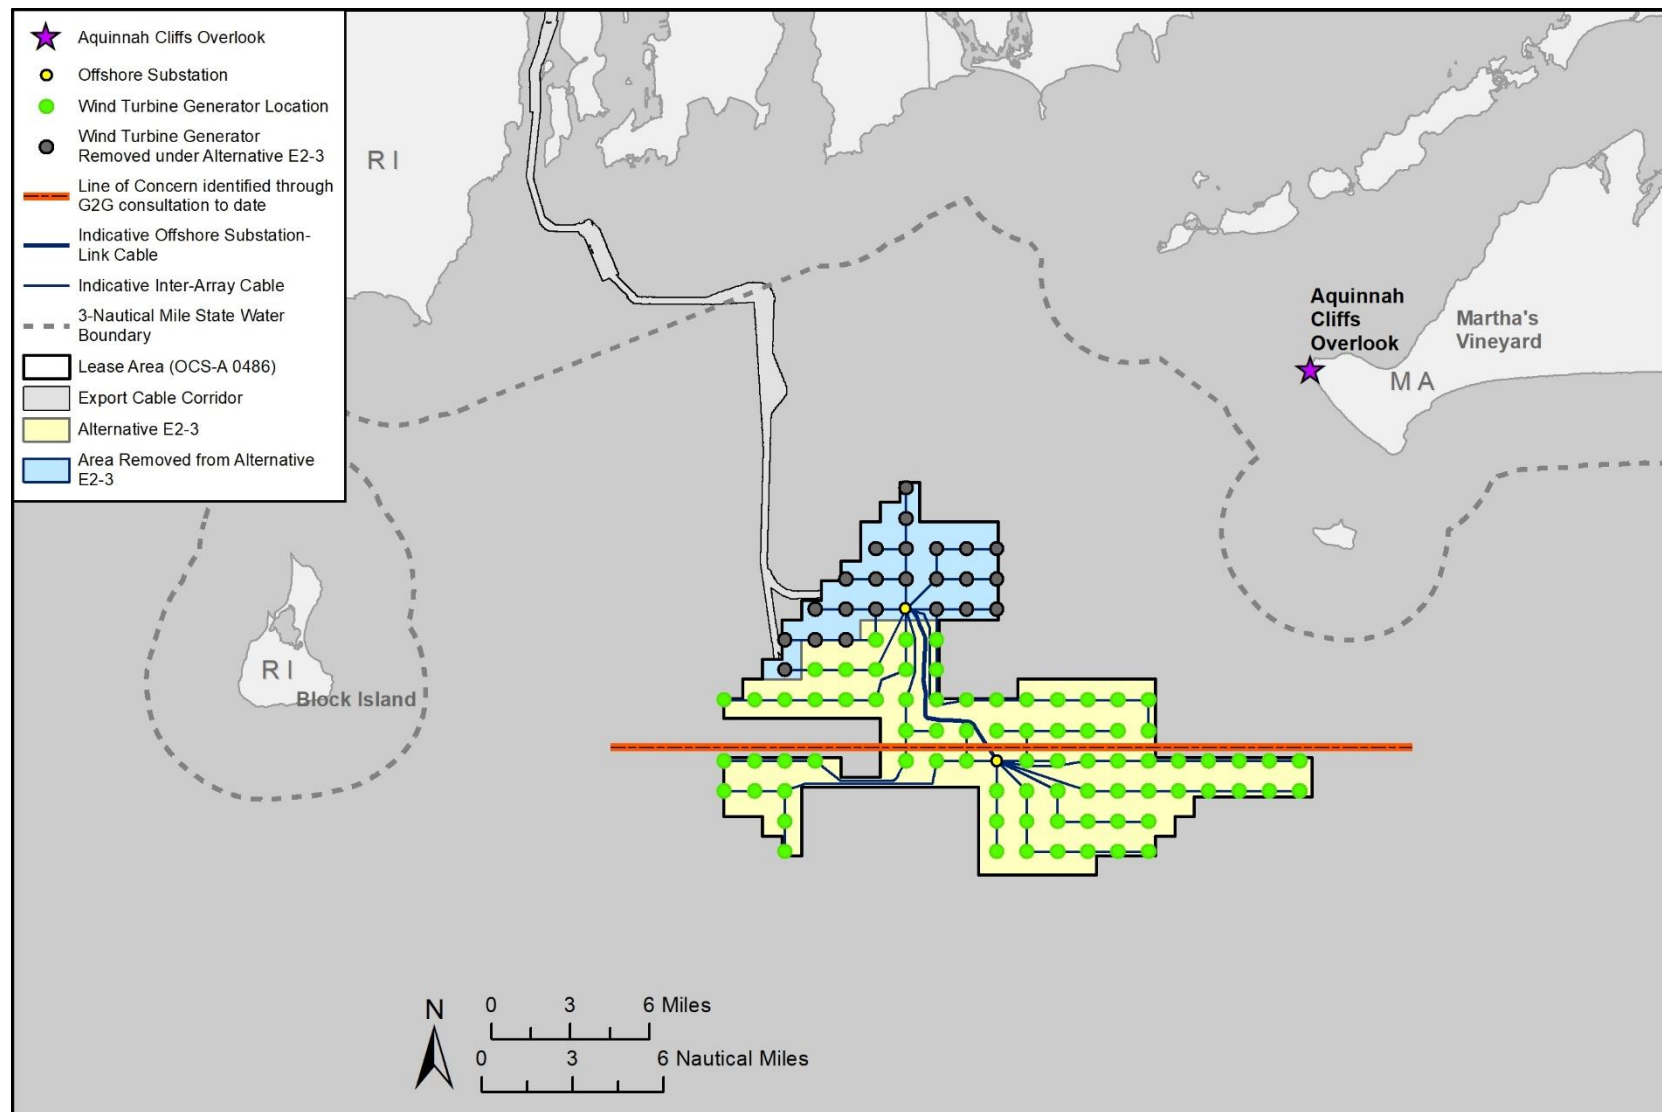 Aquinnah Cliffs Overlook
Offshore Substation
Wind Turbine Generator Location
Wind Turbine Generator
Removed under Alternative E2-3
Line of Concern identified through
G2G consultation to date
Indicative Offshore Substation-
Link Cable
Indicative Inter-Array Cable
3-Nautical Mile State Water
Boundary
Lease Area (OCS-A 0486)
Export Cable Corridor
Alternative E2-3
Area Removed from Alternative
E2-3
RI
Aquinnah
Cliffs
Overlook
Martha's
Vineyard
MA
RI
Block Island
N
0 3 6 Miles
0 3 6 Nautical Miles